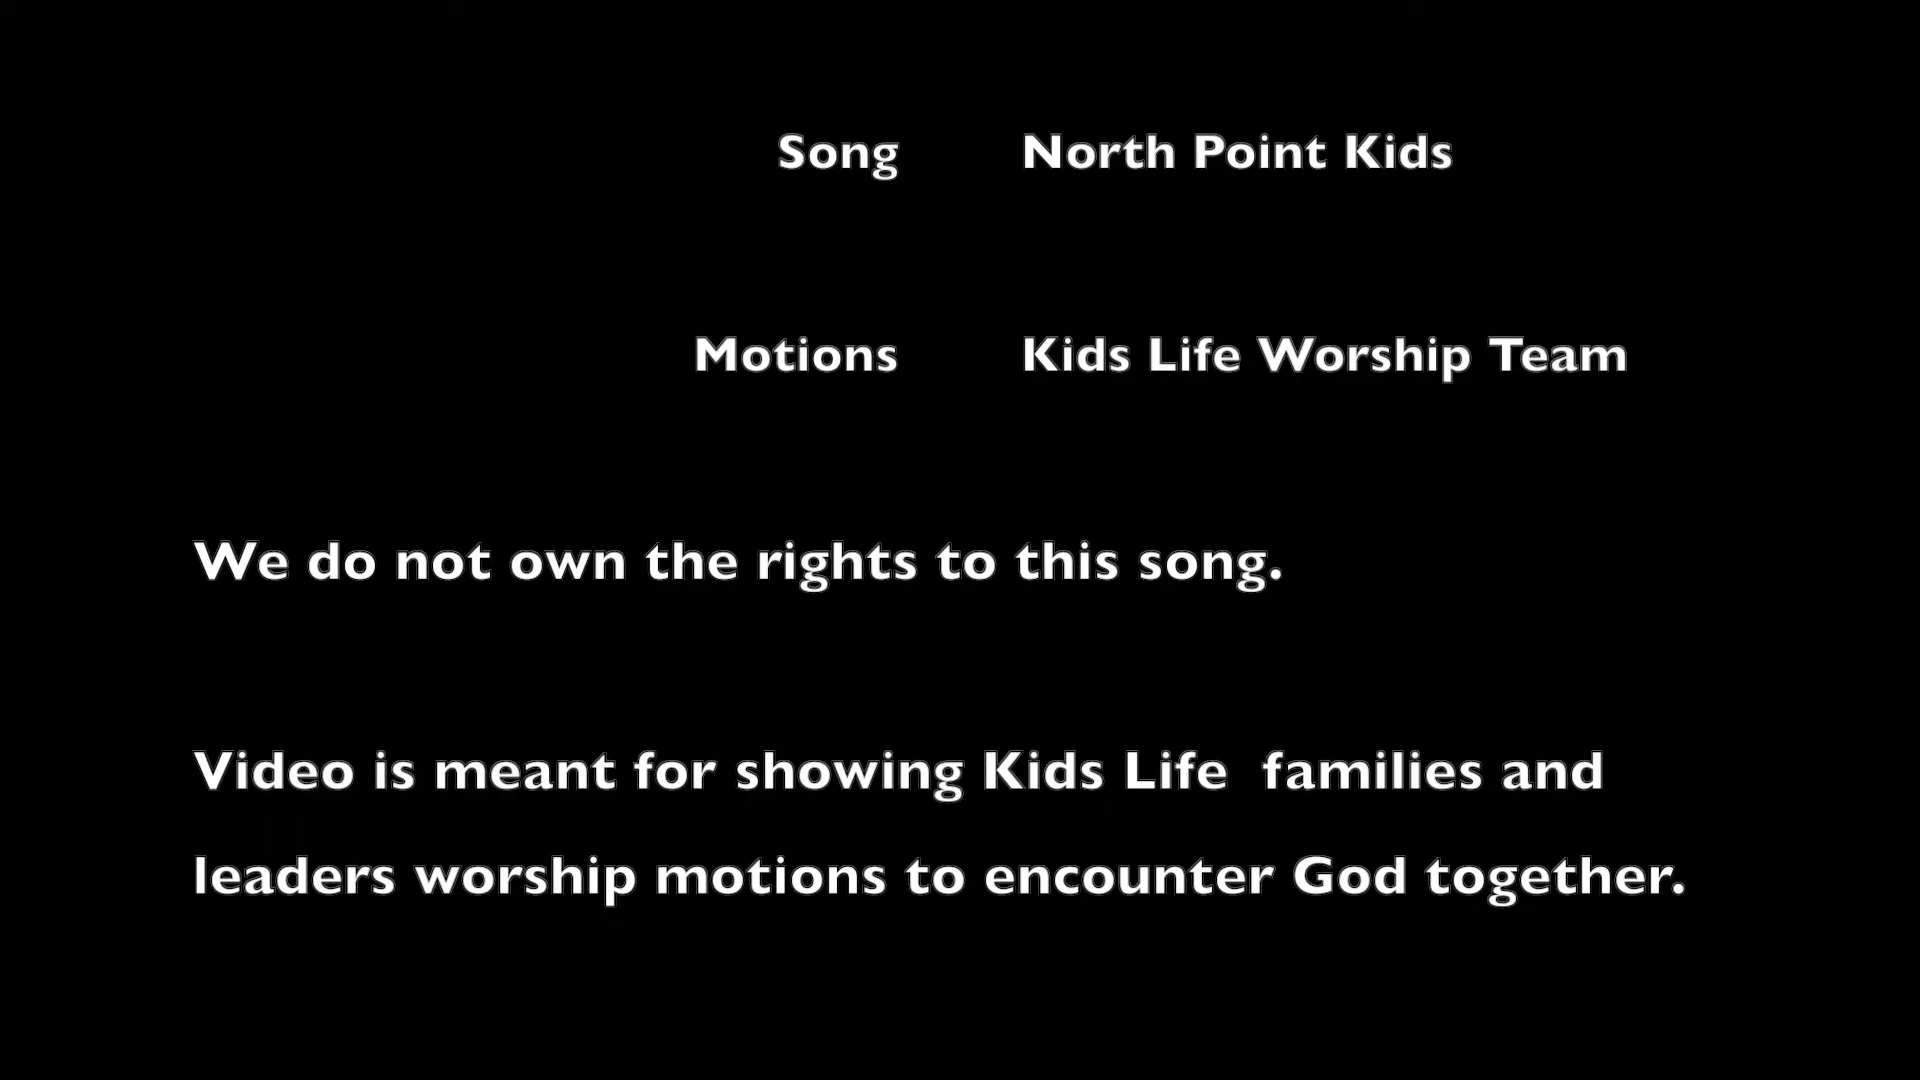 Song North Point Kids
Motions Kids Life Worship Team
We do not own the rights to this song.
Video is meant for showing Kids Life  families and
leaders worship motions to encounter God together.